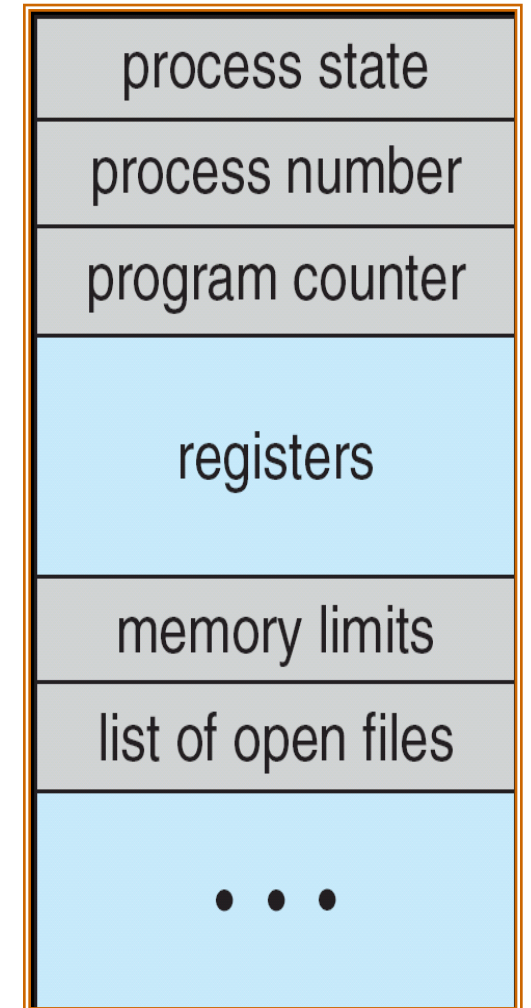 process state
process number
program counter
registers
memory limits
list of open files
• • •